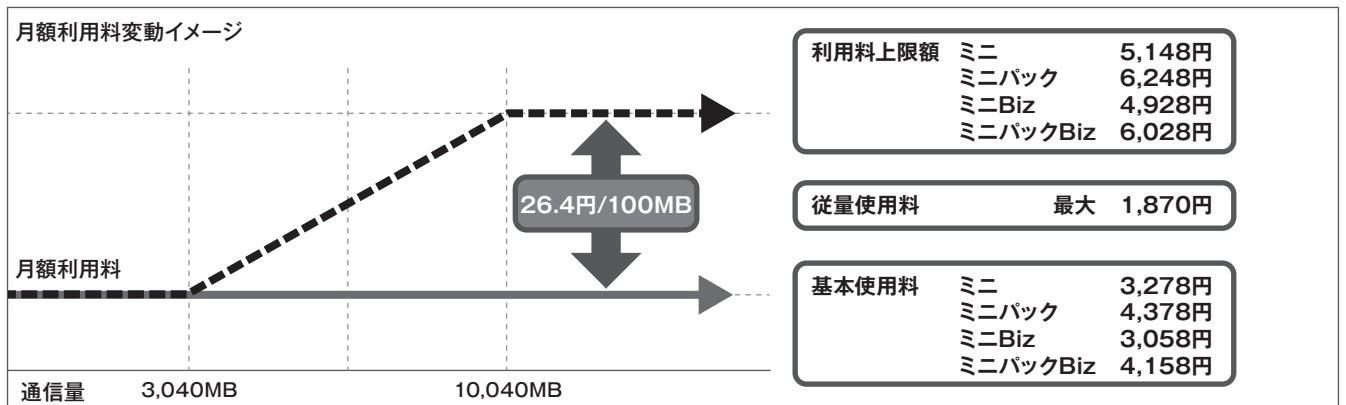 月額利用料変動イメージ
月額利用料
通信量 3,040MB 10,040MB
26.4円/100MB
利用料上限額 ミニ 5,148円
ミニパック 6,248円
ミニBiz 4,928円
ミニパックBiz 6,028円
従量使用料 最大 1,870円
基本使用料 ミニ 3,278円
ミニパック 4,378円
ミニBiz 3,058円
ミニパックBiz 4,158円